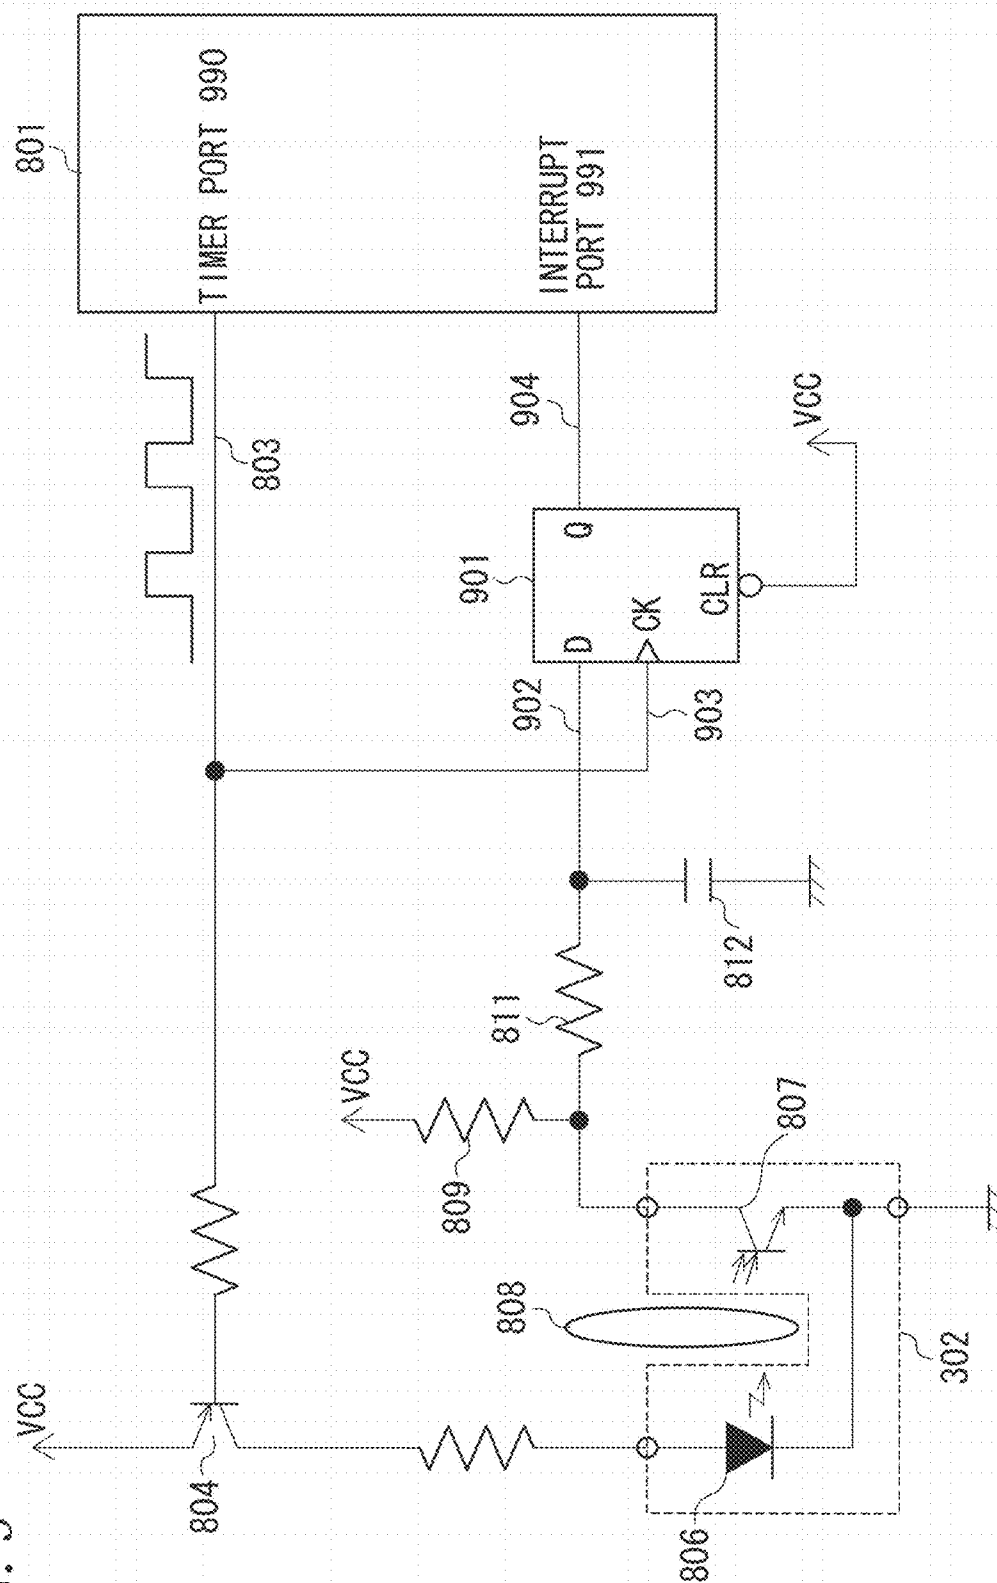 801
TIMER PORT 990
INTERRUPT
PORT 991
803
904
VCC
901
D
Q
CK
CLR
902
903
812
811
VCC
809
807
808
302
VCC
804
806